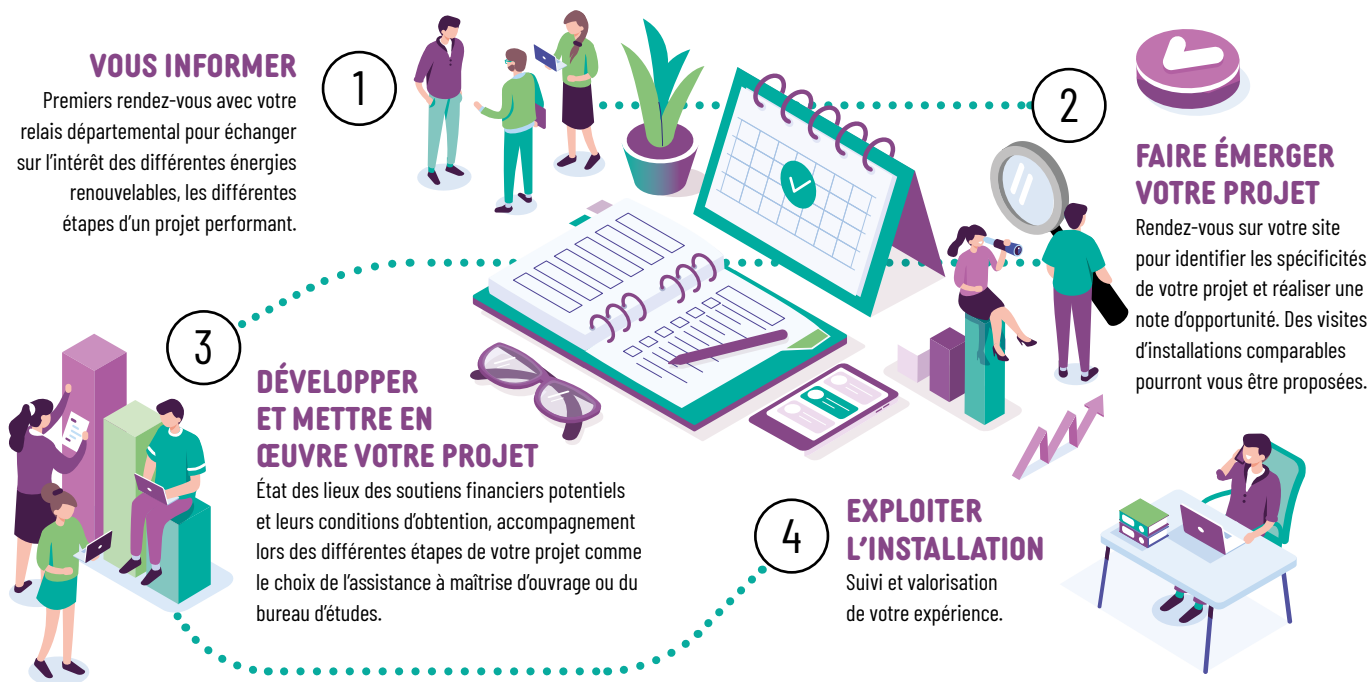 1
VOUS INFORMER
Premiers rendez-vous avec votre
relais départemental pour échanger
sur l’intérêt des différentes énergies
renouvelables, les différentes
étapes d’un projet performant.
2
FAIRE ÉMERGER
VOTRE PROJET
Rendez-vous sur votre site
pour identifier les spécificités
de votre projet et réaliser une
note d’opportunité. Des visites
d’installations comparables
pourront vous être proposées.
3
DÉVELOPPER
ET METTRE EN
ŒUVRE VOTRE PROJET
État des lieux des soutiens financiers potentiels
et leurs conditions d’obtention, accompagnement
lors des différentes étapes de votre projet comme
le choix de l’assistance à maîtrise d’ouvrage ou du
bureau d’études.
4
EXPLOITER
L’INSTALLATION
Suivi et valorisation
de votre expérience.